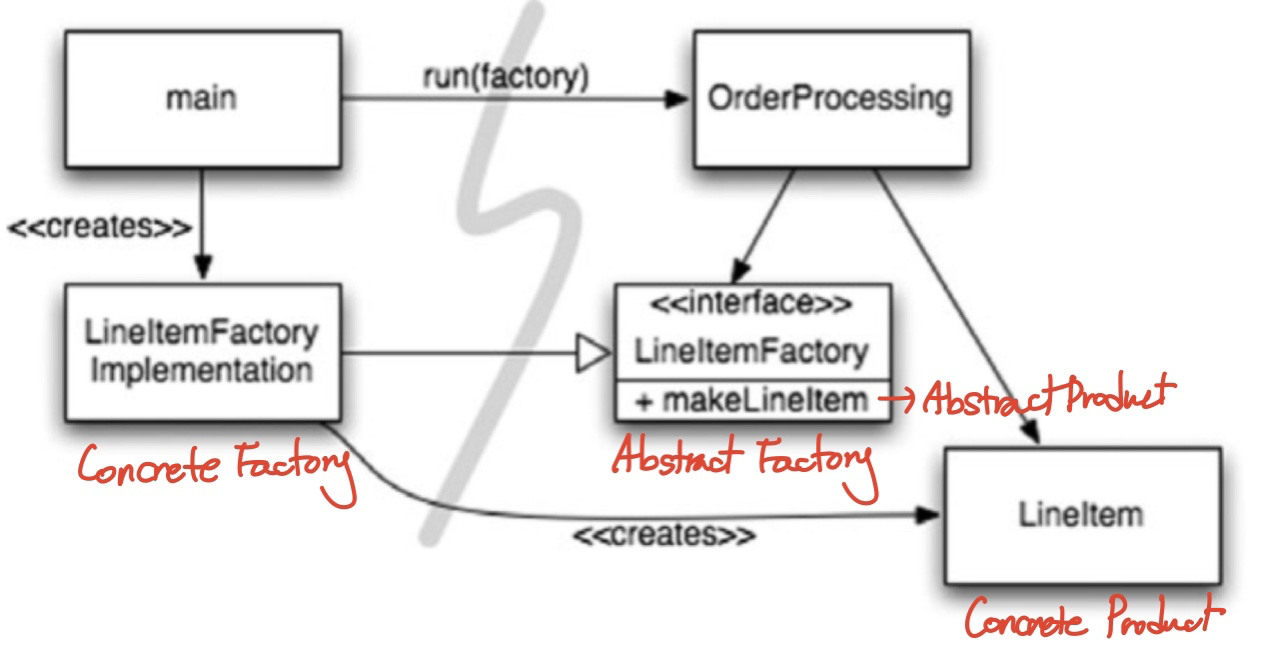 main
run(factory)
OrderProcessing
<<creates>>
LineItemFactory
Implementation
<<interface>>
LineItemFactory
+ makeLineItem → Abstract Product
Concrete Factory
Abstract Factory
<<creates>>
LineItem
Concrete Product